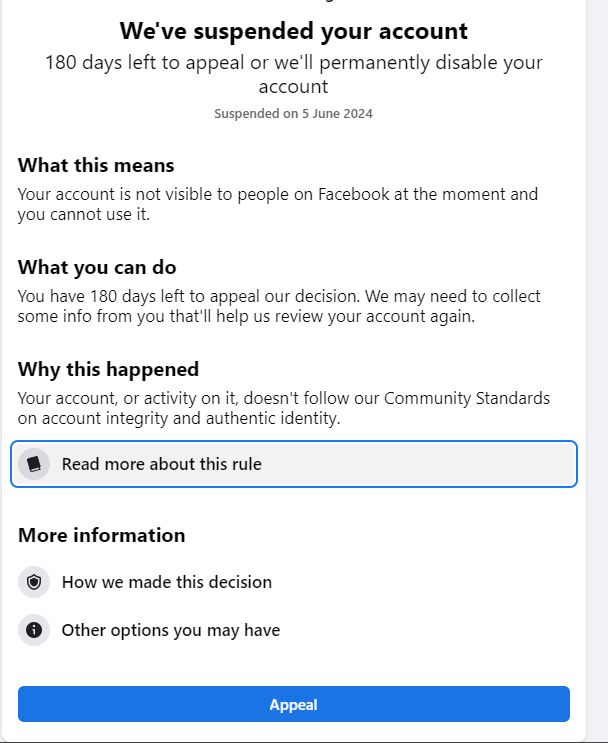 We've suspended your account
180 days left to appeal or we'll permanently disable your
account
Suspended on 5 June 2024
What this means
Your account is not visible to people on Facebook at the moment and
you cannot use it.
What you can do
You have 180 days left to appeal our decision. We may need to collect
some info from you that'll help us review your account again.
Why this happened
Your account, or activity on it, doesn't follow our Community Standards
on account integrity and authentic identity.
Read more about this rule
More information
How we made this decision
Other options you may have
Appeal